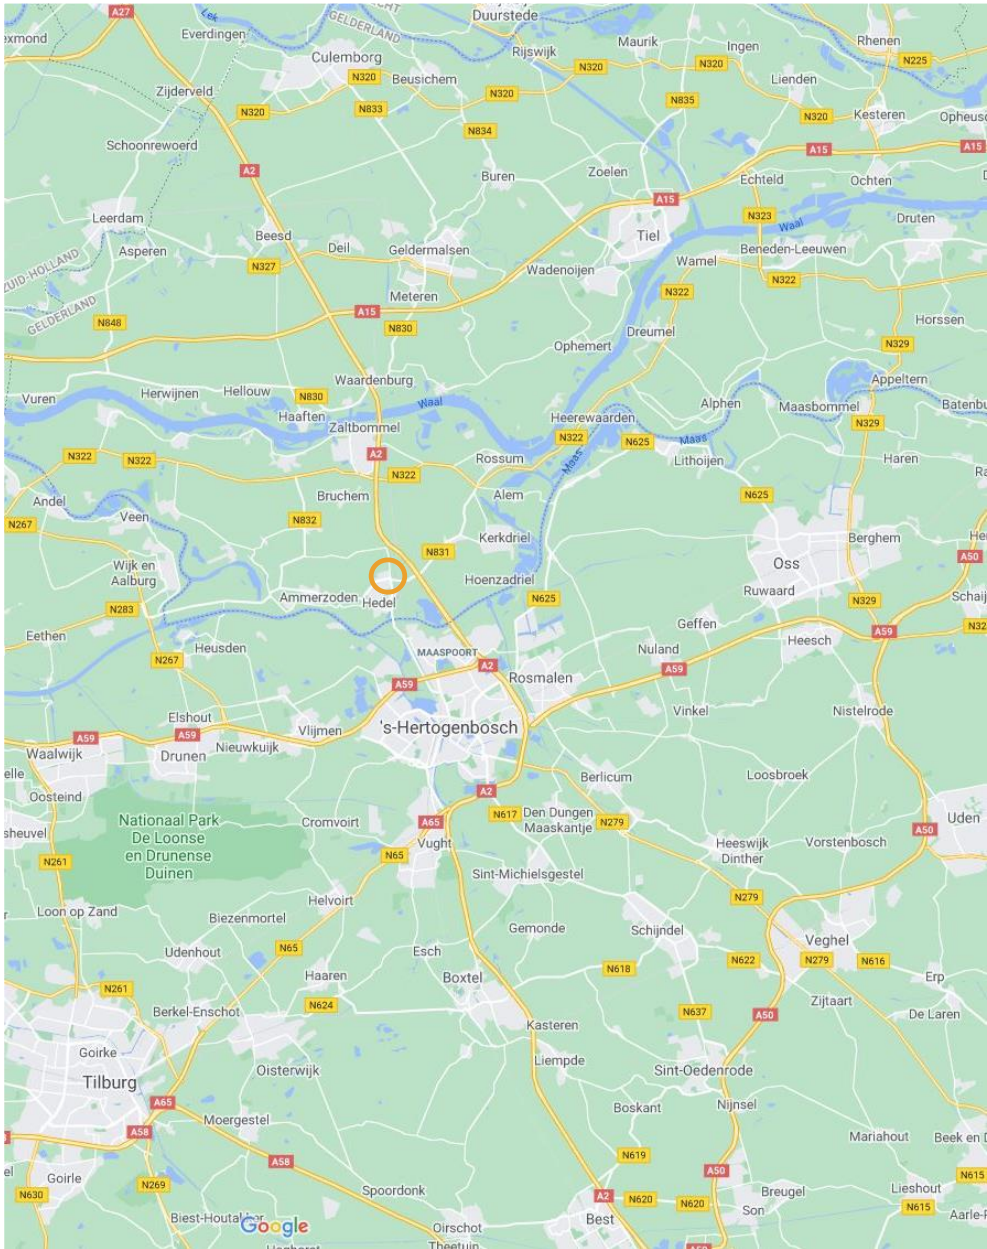 A27
Lek
GELDERLAND
Everdingen
Culemborg
Duurstede
Rijswijk
Maurik
Ingen
Rhenen
N225
N320
Beusichem
N320
N320
N320
Lienden
Zijderveld
N320
N833
N835
N320
Kesteren
N834
Schoonrewoerd
A15
A15
A2
Buren
Zoelen
Echteld
Ochten
A15
Leerdam
N323
Waal
Druten
Beesd
Deil
Geldermalsen
Tiel
Asperen
Beneden-Leeuwen
N327
Wadenoijen
Wamel
ZUID-HOLLAND
GELDERLAND
N322
Meteren
N322
A15
N848
N830
Dreumel
Horssen
Ophemert
N329
Waardenburg
Appeltern
Herwijnen
Hellouw
Vuren
N830
Waal
Alphen
Maasbommel
Haaften
Heerewaarden
Zaltbommel
N322
N625
Maas
N329
A2
N322
N322
Rossum
Maas
Lithoijen
Haren
N322
Bruchem
Alem
N625
Andel
Veen
N832
N267
Kerkdriel
Berghem
N831
A50
Wijk en
Aalburg
Oss
Hoenzadriel
Ruwaard
Ammerzoden
Hedel
N625
N329
N283
Geffen
A59
Eethen
Heusden
Heesch
MAASPOORT
Nuland
N267
A2
A59
Rosmalen
A59
Elshout
Vinkel
Nistelrode
's-Hertogenbosch
Vlijmen
A59
A59
Nieuwkuijk
Waalwijk
Drunen
Berlicum
Loosbroek
Oosteind
A2
Nationaal Park
De Loonse
en Drunense
Duinen
Cromvoirt
A65
N617
Den Dungen
Maaskantje
N279
Uden
A50
Vught
Heeswijk
Dinther
Vorstenbosch
N65
N261
Sint-Michielsgestel
N279
Helvoirt
Loon op Zand
Biezenmortel
Gemonde
Schijndel
Veghel
N65
Esch
Udenhout
N622
N279
N616
Haaren
Boxtel
N618
Erp
N261
N624
Zijtaart
Berkel-Enschot
N637
A50
De Laren
Kasteren
Goirke
Liempde
Oisterwijk
Sint-Oedenrode
Tilburg
A65
Boskant
Nijnsel
Moergestel
A58
Mariahout
A58
N619
Goirle
N269
A50
N615
N630
Spoordonk
A2
N620
N620
Breugel
Lieshout
Son
N615
Best
Google
Oirschot